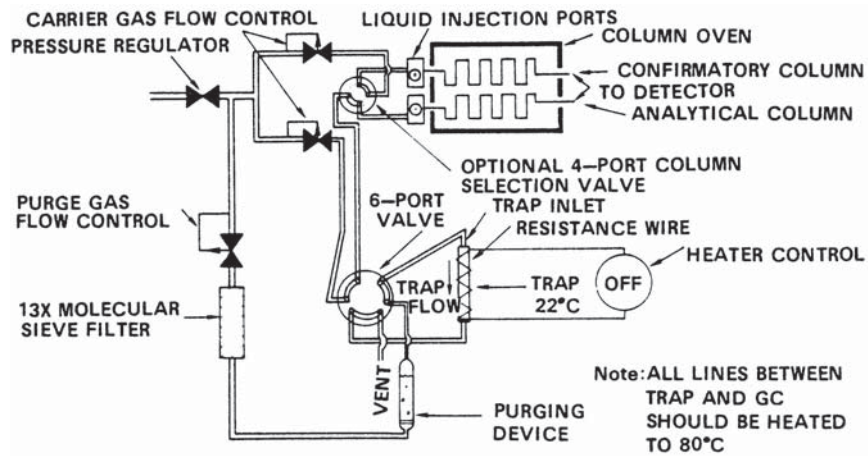 CARRIER GAS FLOW CONTROL
PRESSURE REGULATOR
LIQUID INJECTION PORTS
COLUMN OVEN
CONFIRMATORY COLUMN
TO DETECTOR
ANALYTICAL COLUMN
OPTIONAL 4–PORT COLUMN
SELECTION VALVE
PURGE GAS
FLOW CONTROL
6–PORT
VALVE
TRAP INLET
RESISTANCE WIRE
HEATER CONTROL
TRAP
FLOW
TRAP
22°C
OFF
13X MOLECULAR
SIEVE FILTER
VENT
PURGING
DEVICE
Note:ALL LINES BETWEEN
TRAP AND GC
SHOULD BE HEATED
TO 80°C